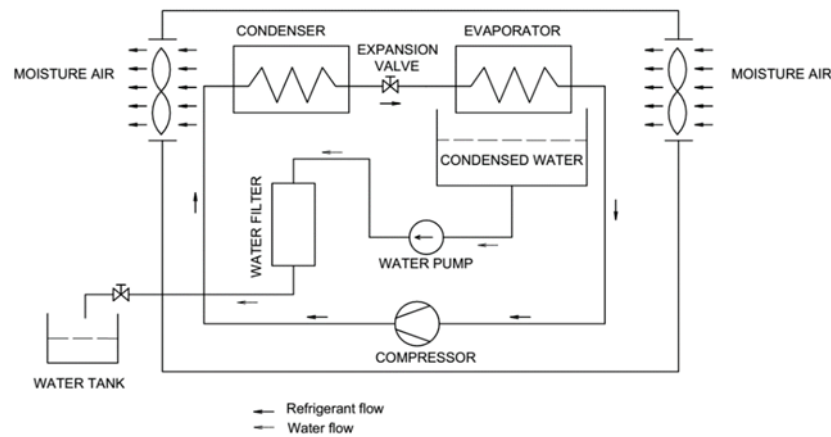 CONDENSER
EXPANSION
VALVE
EVAPORATOR
MOISTURE AIR
MOISTURE AIR
CONDENSED WATER
WATER FILTER
WATER PUMP
COMPRESSOR
WATER TANK
Refrigerant flow
Water flow